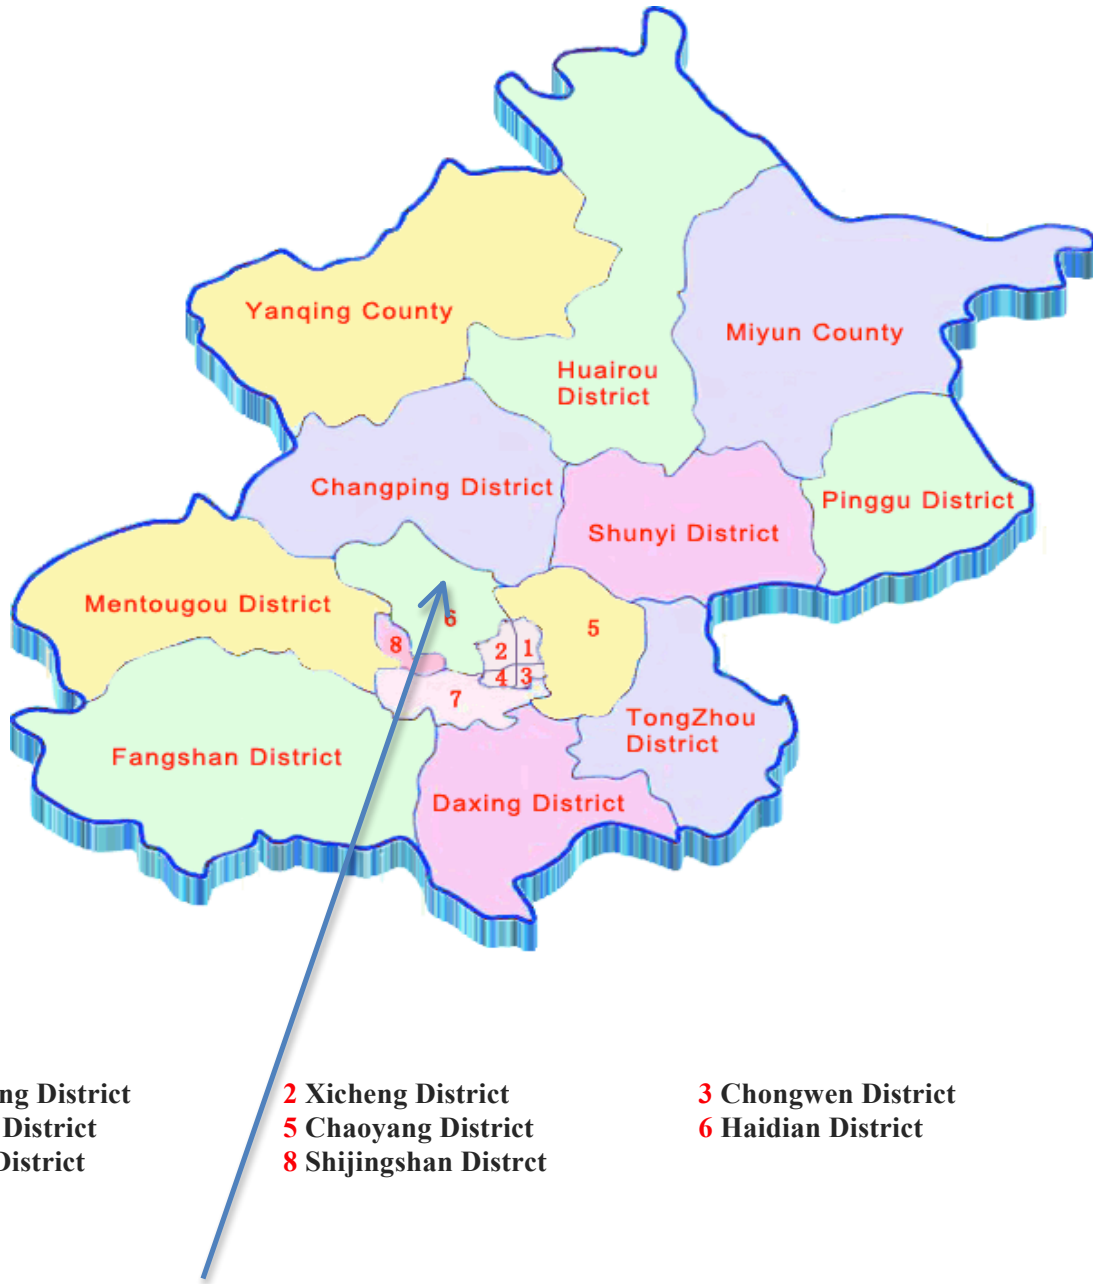 Yanqing County
Miyun County
Huairou
District
Changping District
Pinggu District
Shunyi District
Mentougou District
6
5
8
2
1
4
3
7
TongZhou
District
Fangshan District
Daxing District
ng District
2 Xicheng District
3 Chongwen District
District
5 Chaoyang District
6 Haidian District
District
8 Shijingshan Distrct